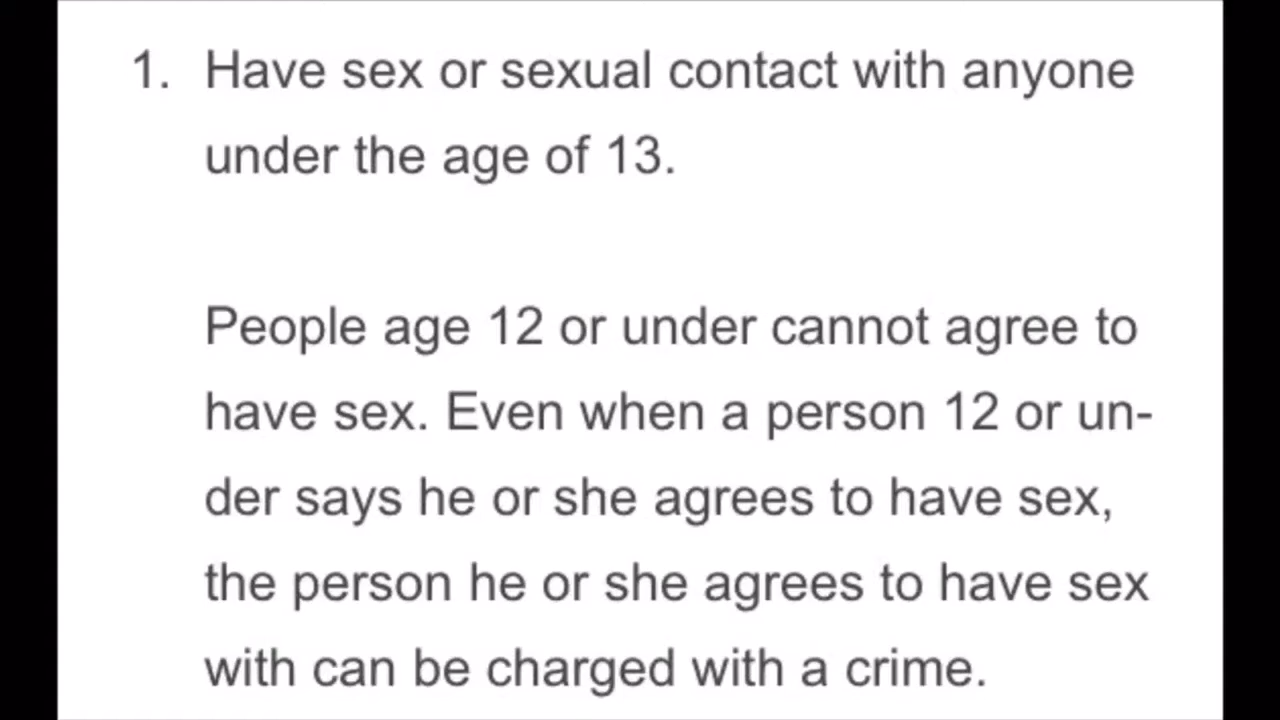 1. Have sex or sexual contact with anyone
under the age of 13.
People age 12 or under cannot agree to
have sex. Even when a person 12 or un-
der says he or she agrees to have sex,
the person he or she agrees to have sex
with can be charged with a crime.